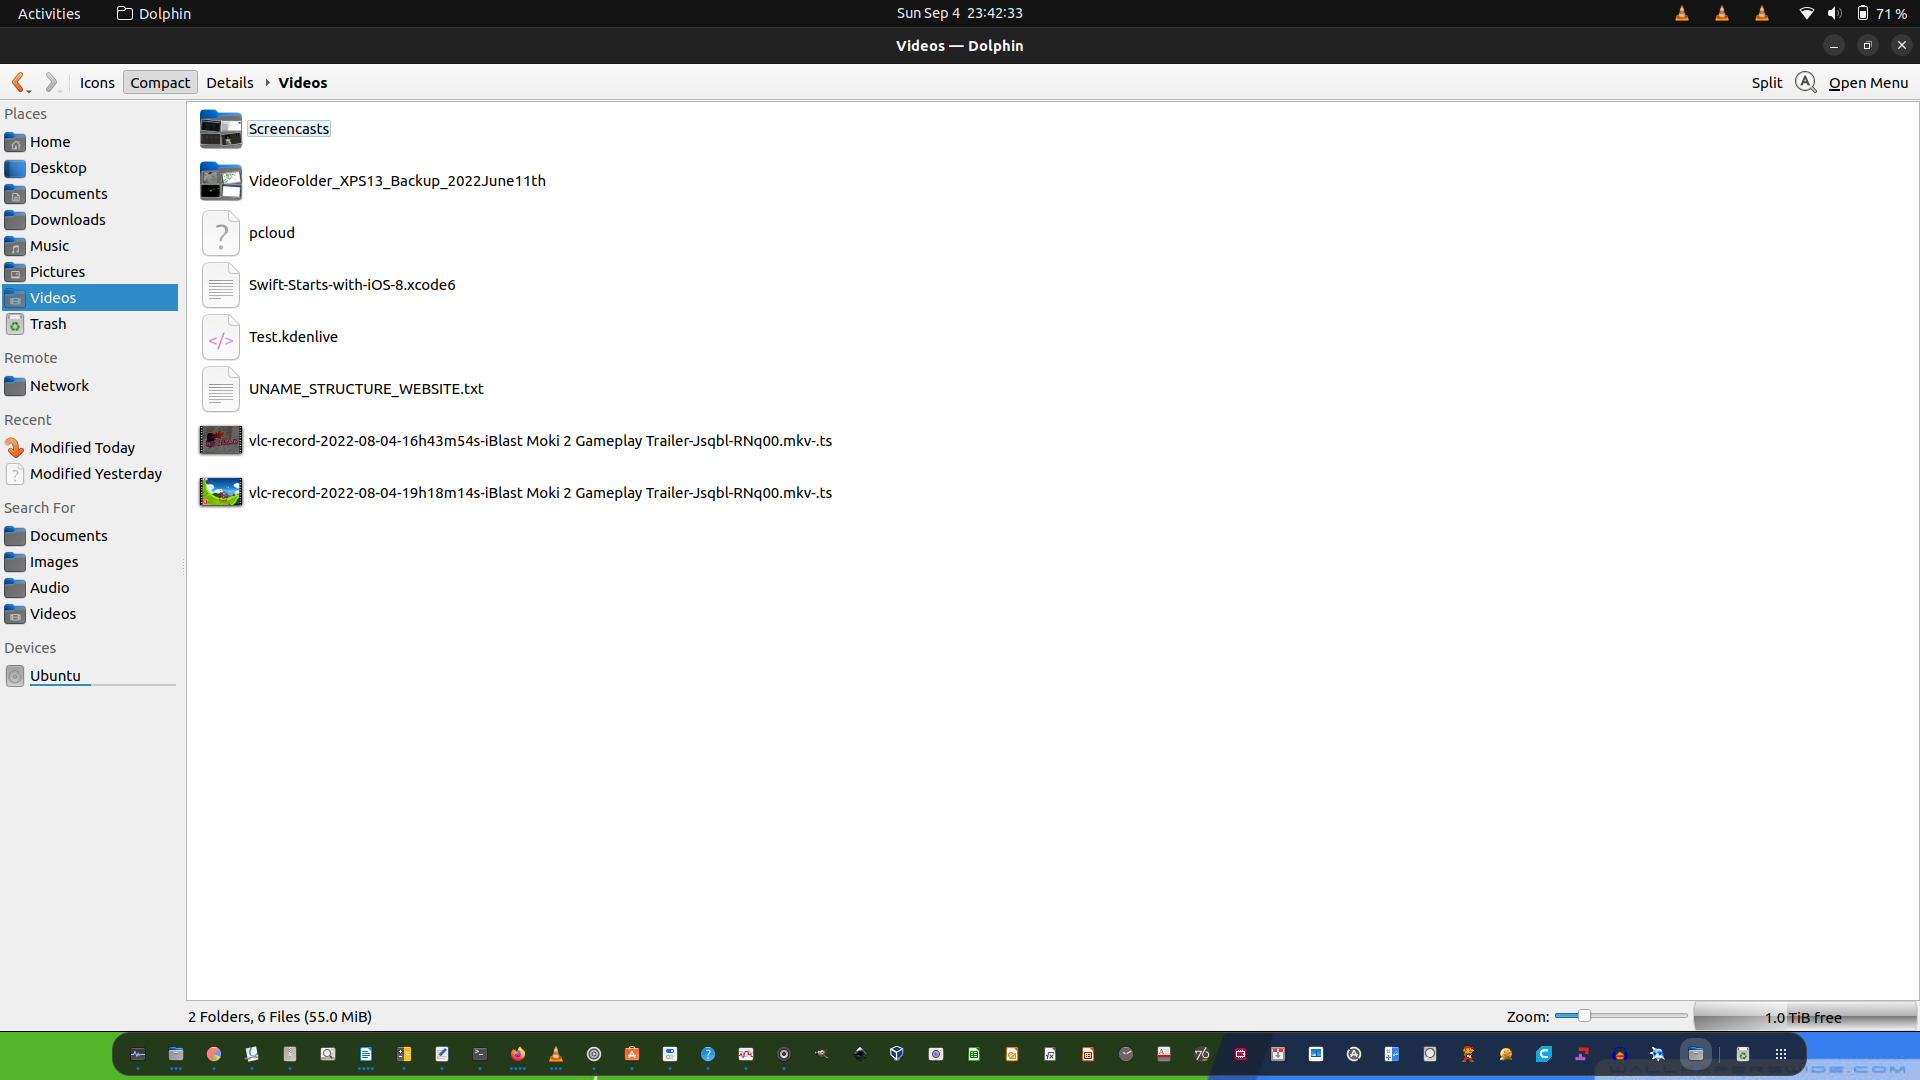 Activities Dolphin Sun Sep 4 23:42:33 71 %
Videos — Dolphin
Icons Compact Details Videos Split Open Menu
Places
Home
Desktop
Documents
Downloads
Music
Pictures
Videos
Trash
Remote
Network
Recent
Modified Today
Modified Yesterday
Search For
Documents
Images
Audio
Videos
Devices
Ubuntu
Screencasts
VideoFolder_XPS13_Backup_2022June11th
pcloud
Swift-Starts-with-iOS-8.xcode6
Test.kdenlive
UNAME_STRUCTURE_WEBSITE.txt
vlc-record-2022-08-04-16h43m54s-iBlast Moki 2 Gameplay Trailer-Jsqbl-RNq00.mkv-.ts
vlc-record-2022-08-04-19h18m14s-iBlast Moki 2 Gameplay Trailer-Jsqbl-RNq00.mkv-.ts
2 Folders, 6 Files (55.0 MiB) Zoom: 1.0 TiB free